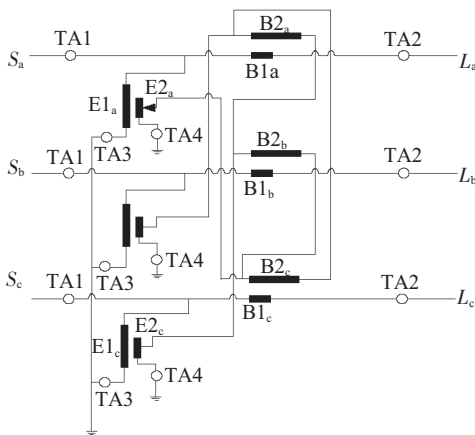 B2a
TA1 TA2
Sa B1a La
E2a
E1a
TA4
TA3
B2b
TA1 TA2
Sb B1b Lb
TA4
TA3
B2c
Sc TA1 TA2
Lc
B1c
E2c
E1c
TA4
TA3